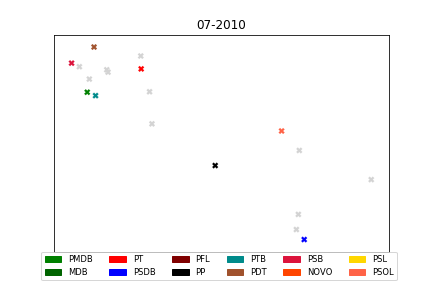 07-2010
PMDB PT PFL PTB PSB PSL
MDB PSDB PP PDT NOVO PSOL